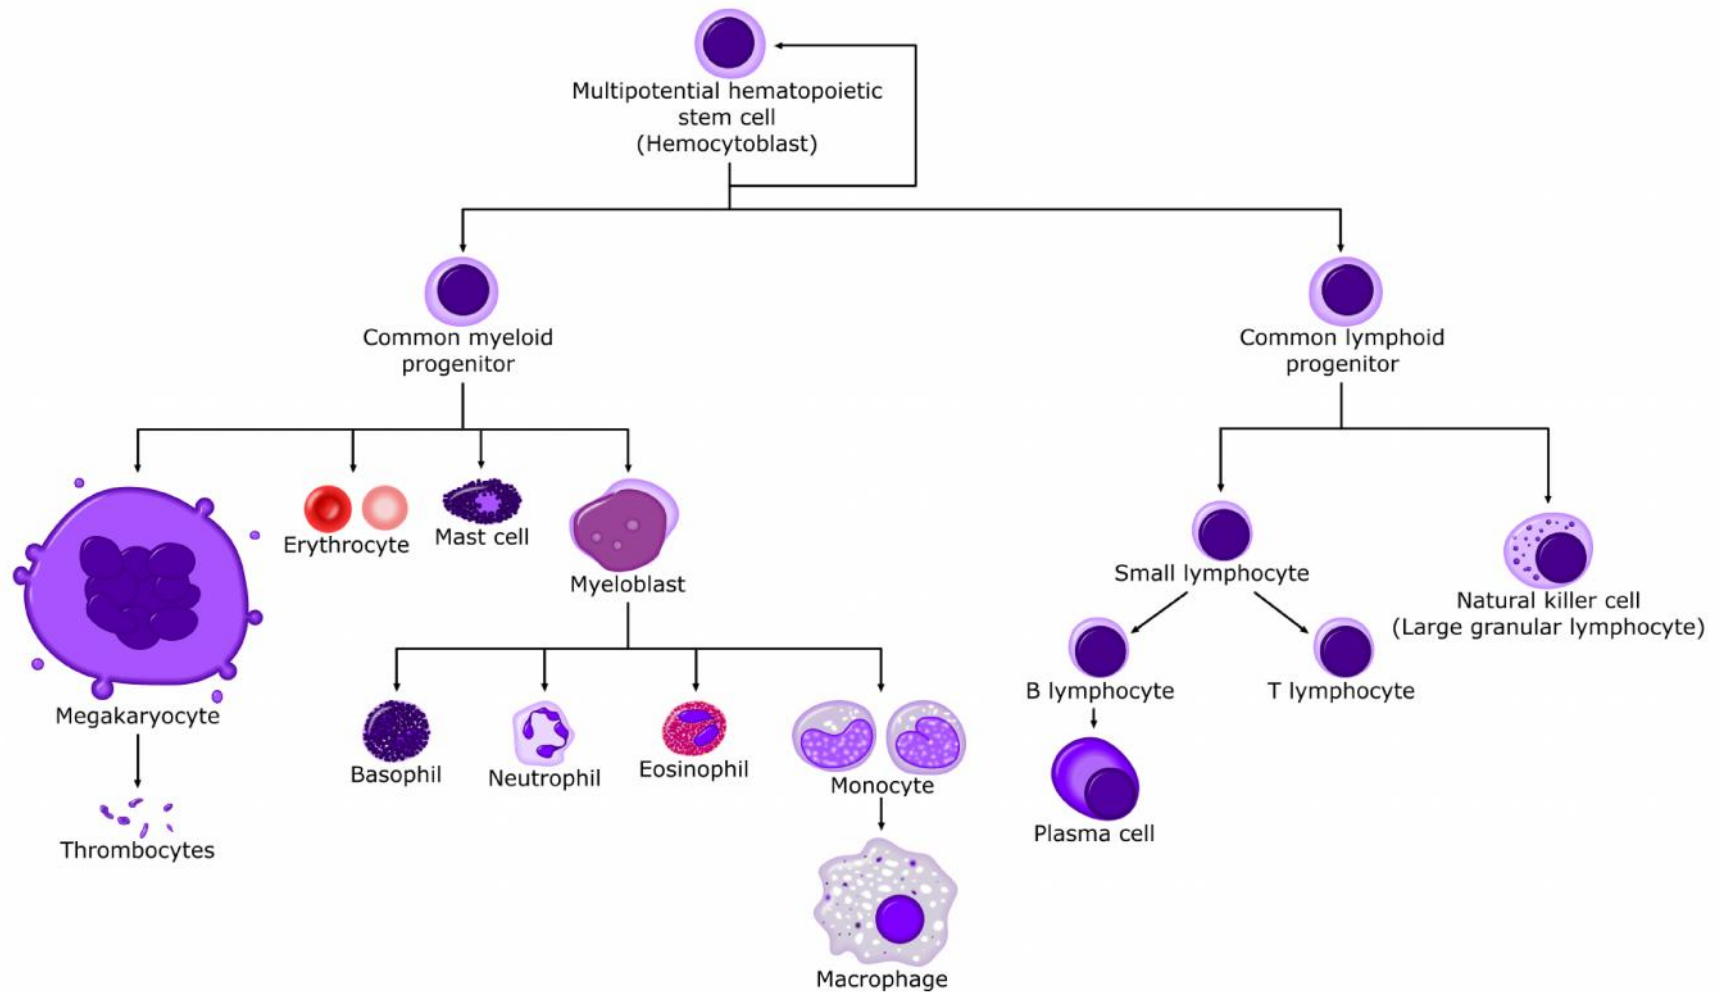 Multipotential hematopoietic
stem cell
(Hemocytoblast)
Common myeloid
progenitor
Common lymphoid
progenitor
Erythrocyte
Mast cell
Myeloblast
Small lymphocyte
Natural killer cell
(Large granular lymphocyte)
B lymphocyte
T lymphocyte
Megakaryocyte
Basophil
Neutrophil
Eosinophil
Monocyte
Plasma cell
Thrombocytes
Macrophage